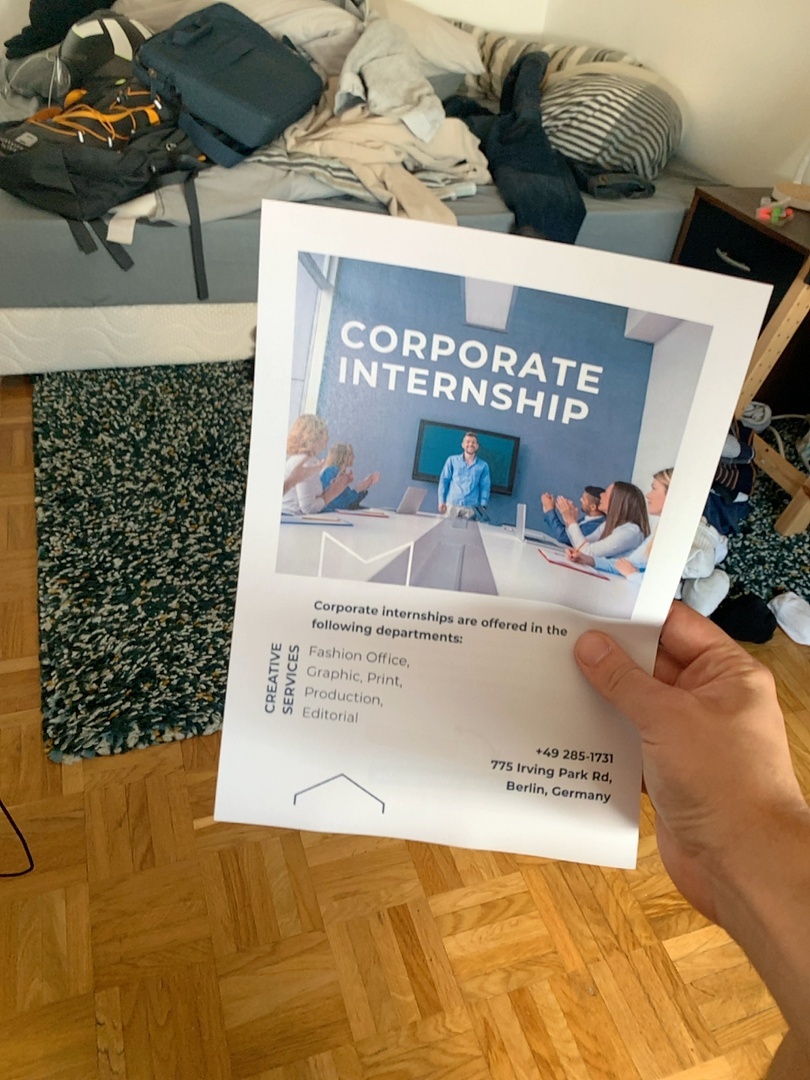 CORPORATE
INTERNSHIP
Corporate internships are offered in the
following departments:
CREATIVE
SERVICES
Fashion Office,
Graphic, Print,
Production,
Editorial
+49 285-1731
775 Irving Park Rd,
Berlin, Germany